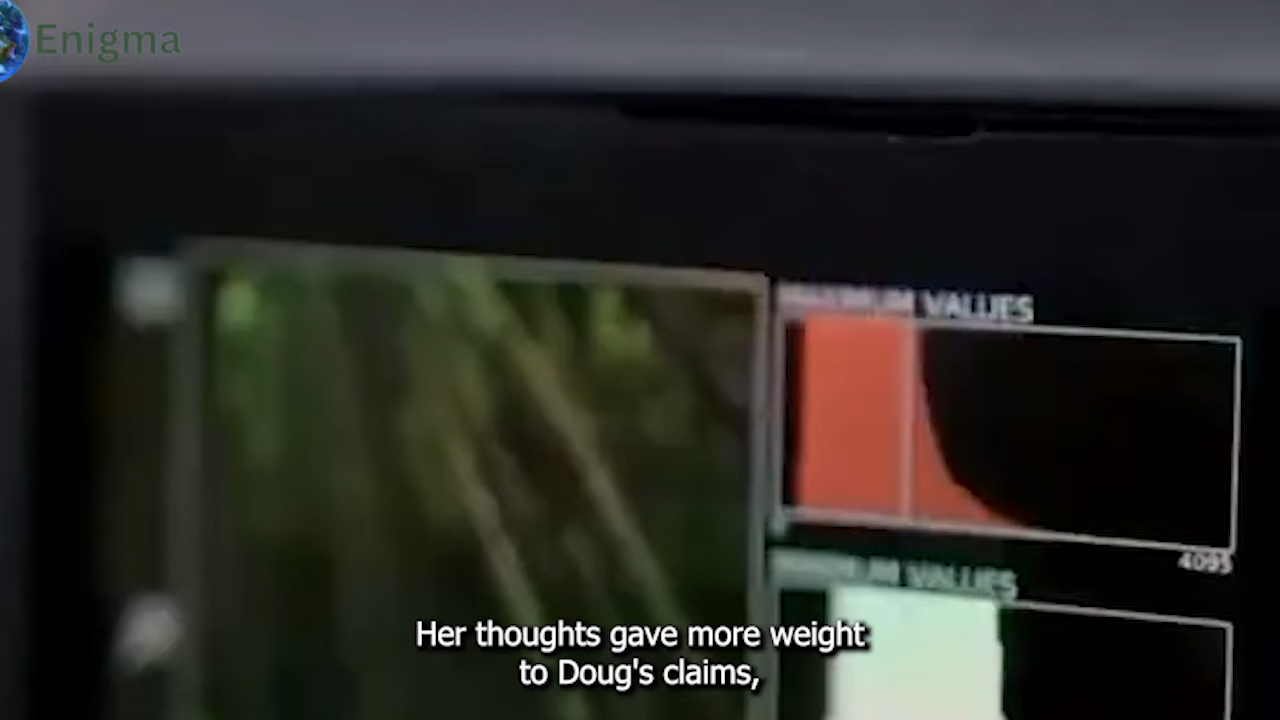 Enigma
VALUES
4095
VALUES
Her thoughts gave more weight
to Doug's claims,